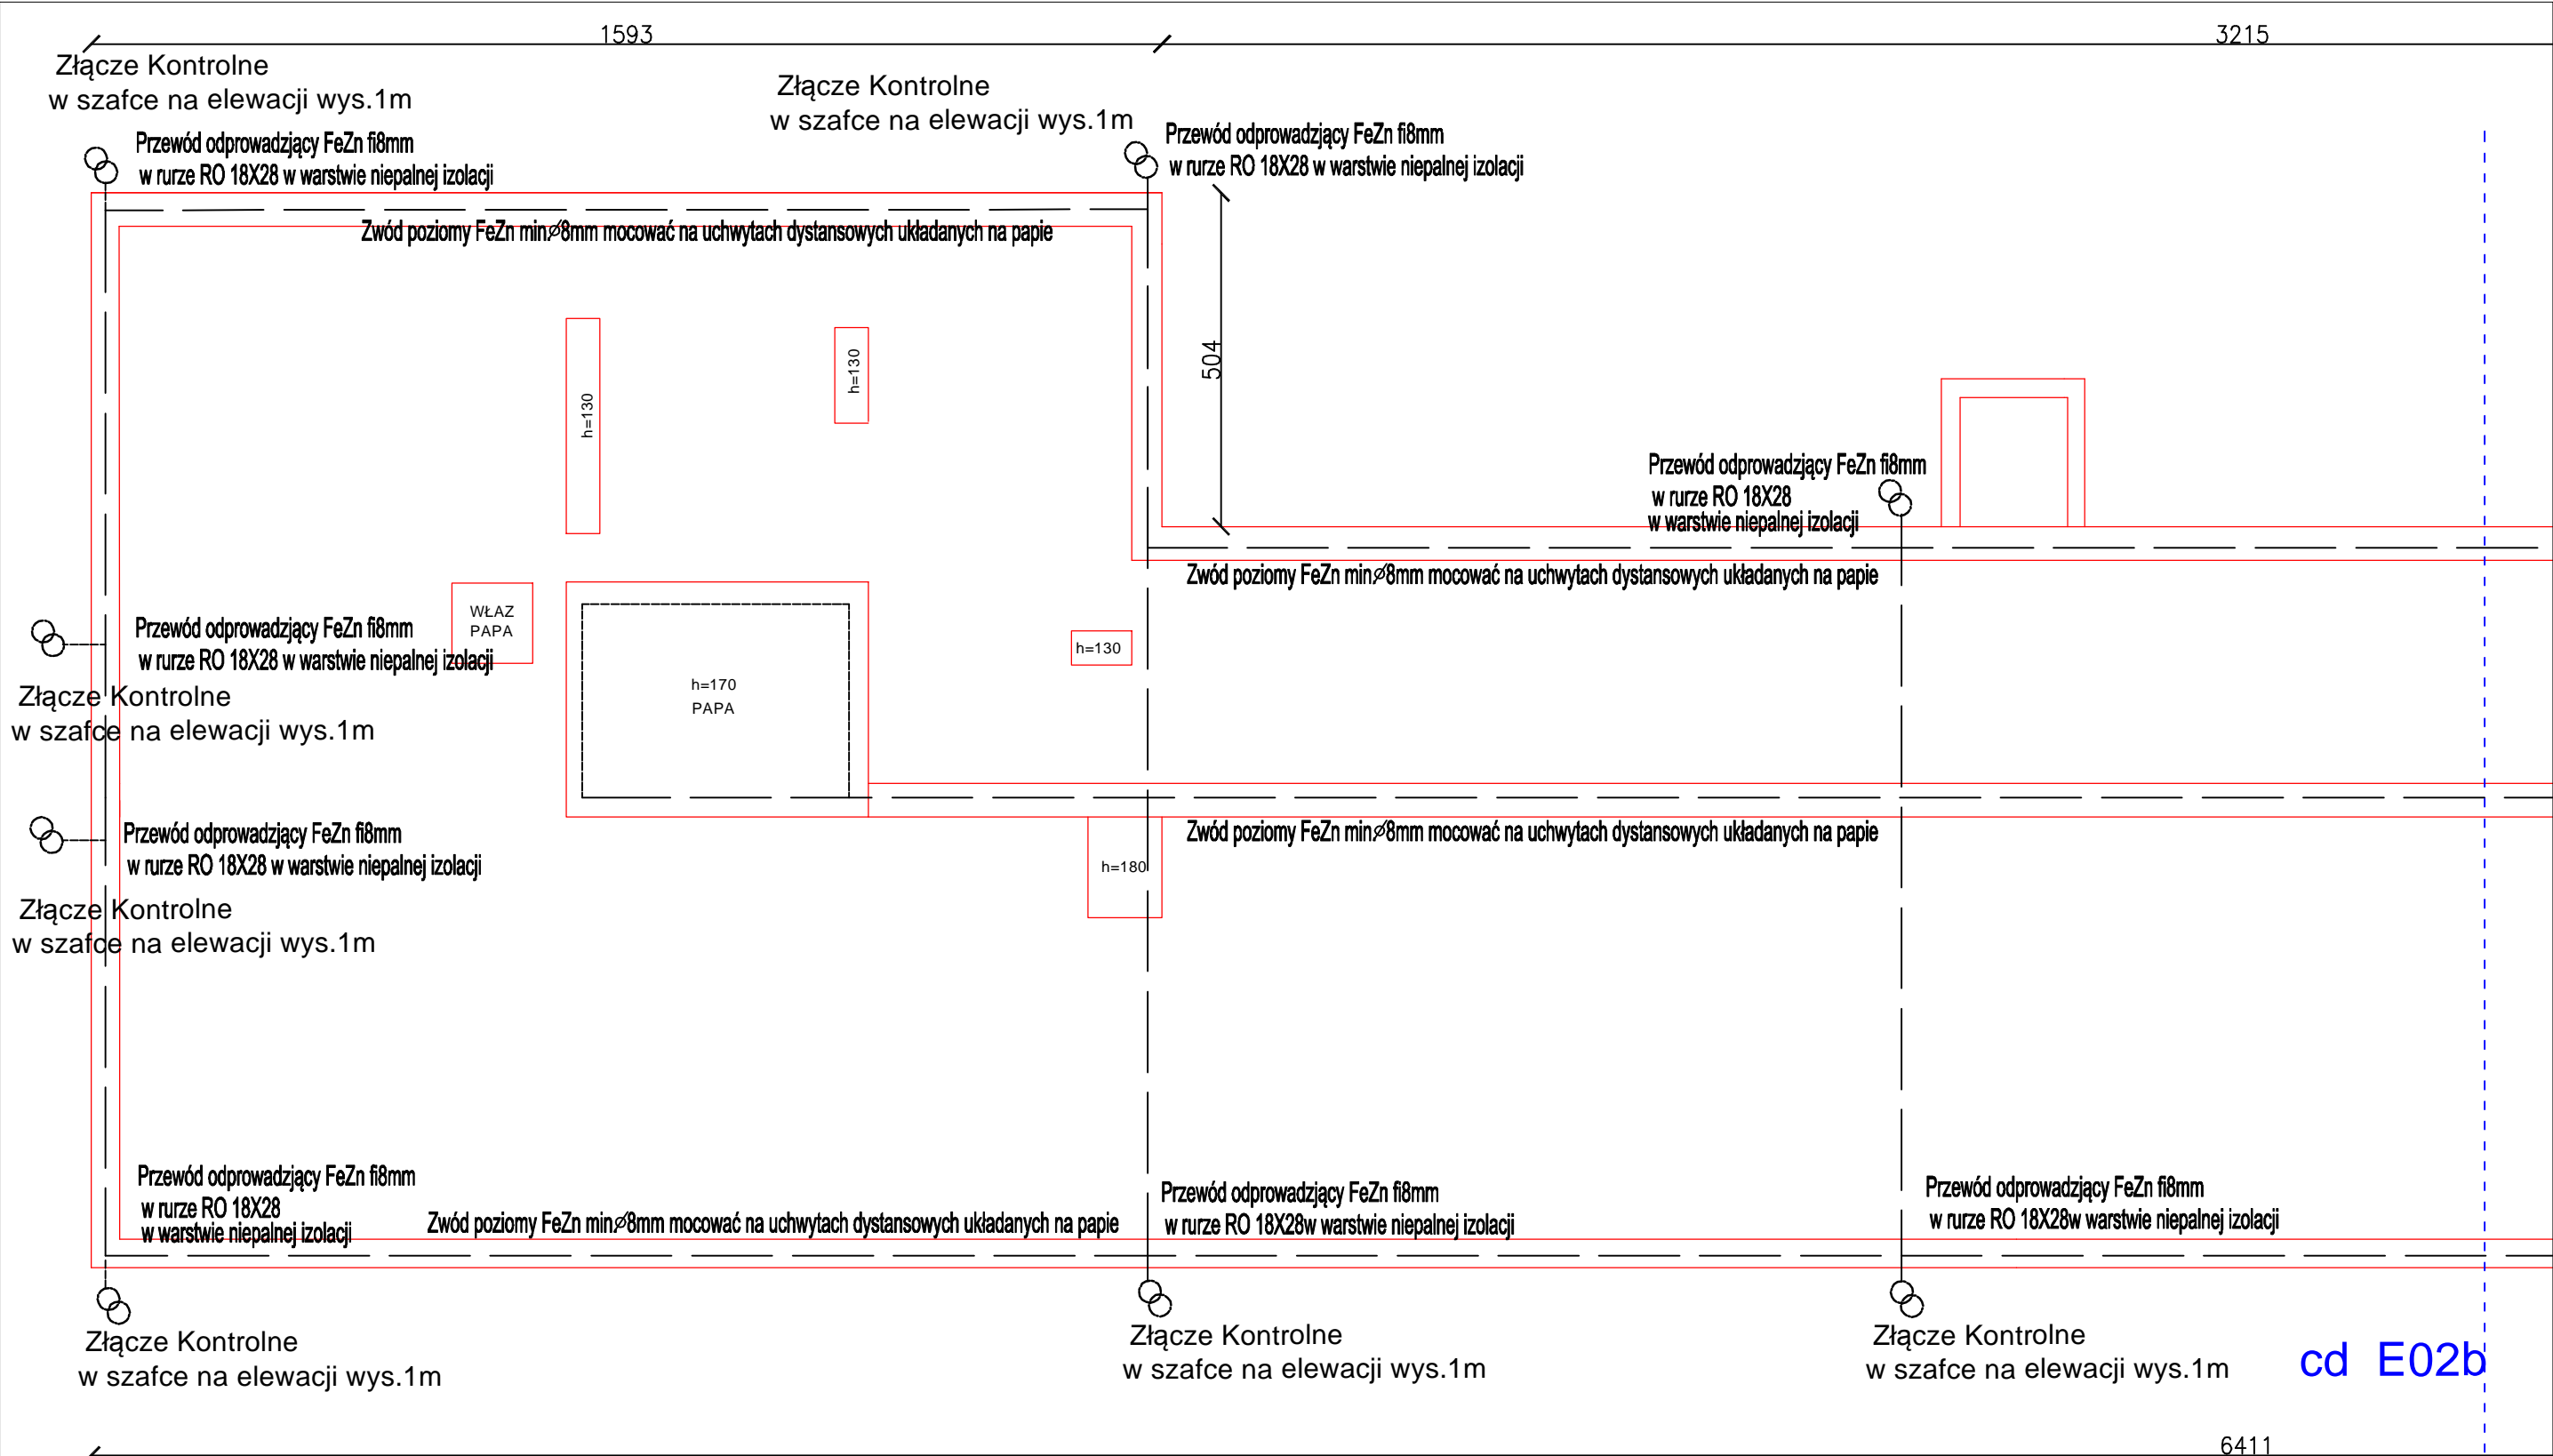 1593
3215
Złącze Kontrolne
w szafce na elewacji wys.1m
Złącze Kontrolne
w szafce na elewacji wys.1m
Przewód odprowadzjący FeZn fi8mm
w rurze RO 18X28 w warstwie niepalnej izolacji
Przewód odprowadzjący FeZn fi8mm
w rurze RO 18X28 w warstwie niepalnej izolacji
Zwód poziomy FeZn min.⌀8mm mocować na uchwytach dystansowych układanych na papie
504
h=130
h=130
Przewód odprowadzjący FeZn fi8mm
w rurze RO 18X28
w warstwie niepalnej izolacji
Zwód poziomy FeZn min.⌀8mm mocować na uchwytach dystansowych układanych na papie
WŁAZ
PAPA
Przewód odprowadzjący FeZn fi8mm
w rurze RO 18X28 w warstwie niepalnej izolacji
h=130
Złącze Kontrolne
w szafce na elewacji wys.1m
h=170
PAPA
Przewód odprowadzjący FeZn fi8mm
w rurze RO 18X28 w warstwie niepalnej izolacji
Zwód poziomy FeZn min.⌀8mm mocować na uchwytach dystansowych układanych na papie
h=180
Złącze Kontrolne
w szafce na elewacji wys.1m
Przewód odprowadzjący FeZn fi8mm
w rurze RO 18X28
w warstwie niepalnej izolacji
Zwód poziomy FeZn min.⌀8mm mocować na uchwytach dystansowych układanych na papie
Przewód odprowadzjący FeZn fi8mm
w rurze RO 18X28w warstwie niepalnej izolacji
Przewód odprowadzjący FeZn fi8mm
w rurze RO 18X28w warstwie niepalnej izolacji
Złącze Kontrolne
w szafce na elewacji wys.1m
Złącze Kontrolne
w szafce na elewacji wys.1m
Złącze Kontrolne
w szafce na elewacji wys.1m
cd E02b
6411